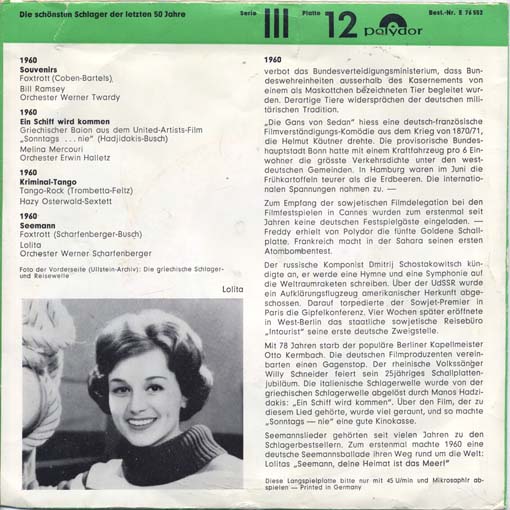 Die schönsten Schlager der letzten 50 Jahre
Serie III Platte 12 polydor
Best.-Nr. E 76 552
1960
Souvenirs
Foxtrott (Coben-Bartels)
Bill Ramsey
Orchester Werner Twardy
1960
Ein Schiff wird kommen
Griechischer Baion aus dem United-Artists-Film
„Sonntags ... nie" (Hadjidakis-Busch)
Melina Mercouri
Orchester Erwin Halletz
1960
Kriminal-Tango
Tango-Rock (Trombetta-Feltz)
Hazy Osterwald-Sextett
1960
Seemann
Foxtrott (Scharfenberger-Busch)
Lolita
Orchester Werner Scharfenberger
Foto der Vorderseite (Ullstein-Archiv): Die griechische Schlager-
und Reisewelle
Lolita
1960
verbot das Bundesverteidigungsministerium, dass Bun-
deswehreinheiten ausserhalb des Kasernements von
einem als Maskottchen bezeichneten Tier begleitet wur-
den. Derartige Tiere widersprächen der deutschen mili-
tärischen Tradition.
„Die Gans von Sedan" hiess eine deutsch-französische
Filmverständigungs-Komödie aus dem Krieg von 1870/71,
die Helmut Käutner drehte. Die provisorische Bundes-
hauptstadt Bonn hatte mit einem Kraftfahrzeug pro 6 Ein-
wohner die grösste Verkehrsdichte unter den west-
deutschen Gemeinden. In Hamburg waren im Juni die
Frühkartoffeln teurer als die Erdbeeren. Die internatio-
nalen Spannungen nahmen zu. —
Zum Empfang der sowjetischen Filmdelegation bei den
Filmfestspielen in Cannes wurden zum erstenmal seit
Jahren keine deutschen Festspielgäste eingeladen. —
Freddy erhielt von Polydor die fünfte Goldene Schall-
platte. Frankreich macht in der Sahara seinen ersten
Atombombentest.
Der russische Komponist Dmitrij Schostakowitsch kün-
digte an, er werde eine Hymne und eine Symphonie auf
die Weltraumraketen schreiben. Über der UdSSR wurde
ein Aufklärungsflugzeug amerikanischer Herkunft abge-
schossen. Darauf torpedierte der Sowjet-Premier in
Paris die Gipfelkonferenz. Vier Wochen später eröffnete
in West-Berlin das staatliche sowjetische Reisebüro
„Intourist" seine erste deutsche Zweigstelle.
Mit 78 Jahren starb der populäre Berliner Kapellmeister
Otto Kermbach. Die deutschen Filmproduzenten verein-
barten einen Gagenstop. Der rheinische Volkssänger
Willy Schneider feiert sein 25jähriges Schallplatten-
jubiläum. Die italienische Schlagerwelle wurde von der
griechischen Schlagerwelle abgelöst durch Manos Hadzi-
dakis: „Ein Schiff wird kommen". Über den Film, der zu
diesem Lied gehörte, wurde viel geraunt, und so machte
„Sonntags — nie" eine gute Kinokasse.
Seemannslieder gehörten seit vielen Jahren zu den
Schlagerbestsellern. Zum erstenmal machte 1960 eine
deutsche Seemannsballade ihren Weg rund um die Welt:
Lolitas „Seemann, deine Heimat ist das Meer!"
Diese Langspielplatte bitte nur mit 45 U/min und Mikrosaphir ab-
spielen — Printed in Germany